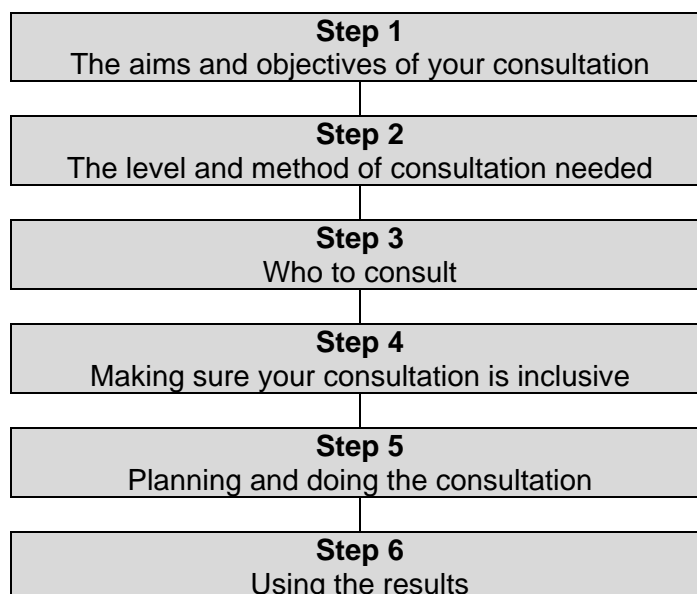 Step 1
The aims and objectives of your consultation
Step 2
The level and method of consultation needed
Step 3
Who to consult
Step 4
Making sure your consultation is inclusive
Step 5
Planning and doing the consultation
Step 6
Using the results